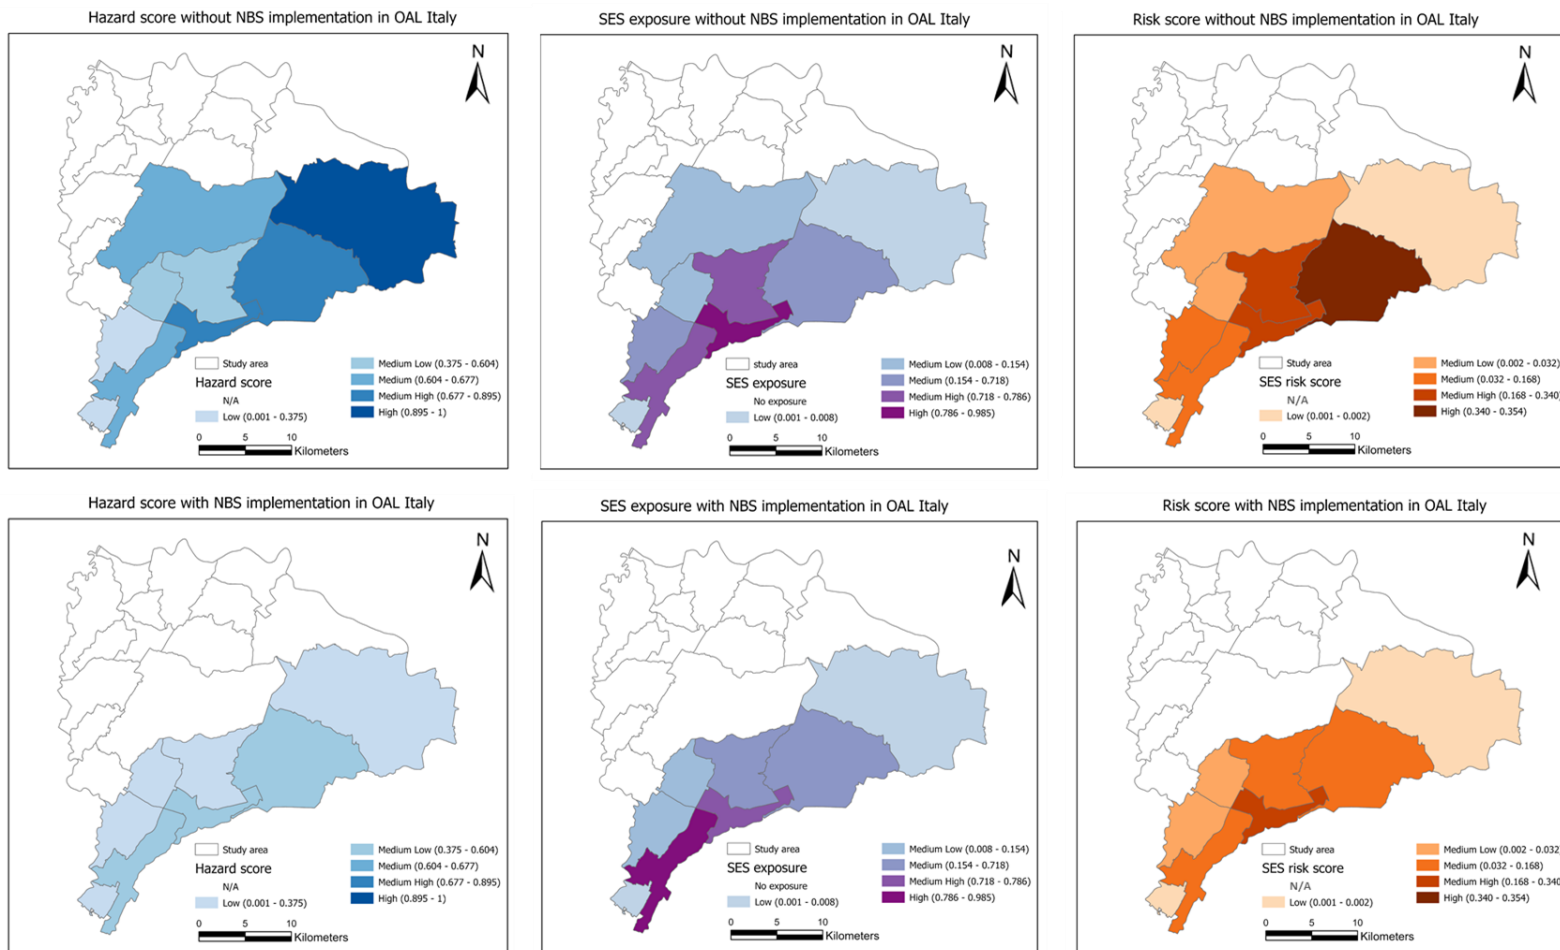 Hazard score without NBS implementation in OAL Italy
N
Study area
Hazard score
N/A
Low (0.001 - 0.375)
Medium Low (0.375 - 0.604)
Medium (0.604 - 0.677)
Medium High (0.677 - 0.895)
High (0.895 - 1)
0 5 10
Kilometers
SES exposure without NBS implementation in OAL Italy
N
study area
SES exposure
No exposure
Low (0.001 - 0.008)
Medium Low (0.008 - 0.154)
Medium (0.154 - 0.718)
Medium High (0.718 - 0.786)
High (0.786 - 0.985)
0 5 10
Kilometers
Risk score without NBS implementation in OAL Italy
N
Study area
SES risk score
N/A
Low (0.001 - 0.002)
Medium Low (0.002 - 0.032)
Medium (0.032 - 0.168)
Medium High (0.168 - 0.340)
High (0.340 - 0.354)
0 5 10
Kilometers
Hazard score with NBS implementation in OAL Italy
N
Study area
Hazard score
N/A
Low (0.001 - 0.375)
Medium Low (0.375 - 0.604)
Medium (0.604 - 0.677)
Medium High (0.677 - 0.895)
High (0.895 - 1)
0 5 10
Kilometers
SES exposure with NBS implementation in OAL Italy
N
Study area
SES exposure
No exposure
Low (0.001 - 0.008)
Medium Low (0.008 - 0.154)
Medium (0.154 - 0.718)
Medium High (0.718 - 0.786)
High (0.786 - 0.985)
0 5 10
Kilometers
Risk score with NBS implementation in OAL Italy
N
Study area
SES risk score
N/A
Low (0.001 - 0.002)
Medium Low (0.002 - 0.032)
Medium (0.032 - 0.168)
Medium High (0.168 - 0.340)
High (0.340 - 0.354)
0 5 10
Kilometers